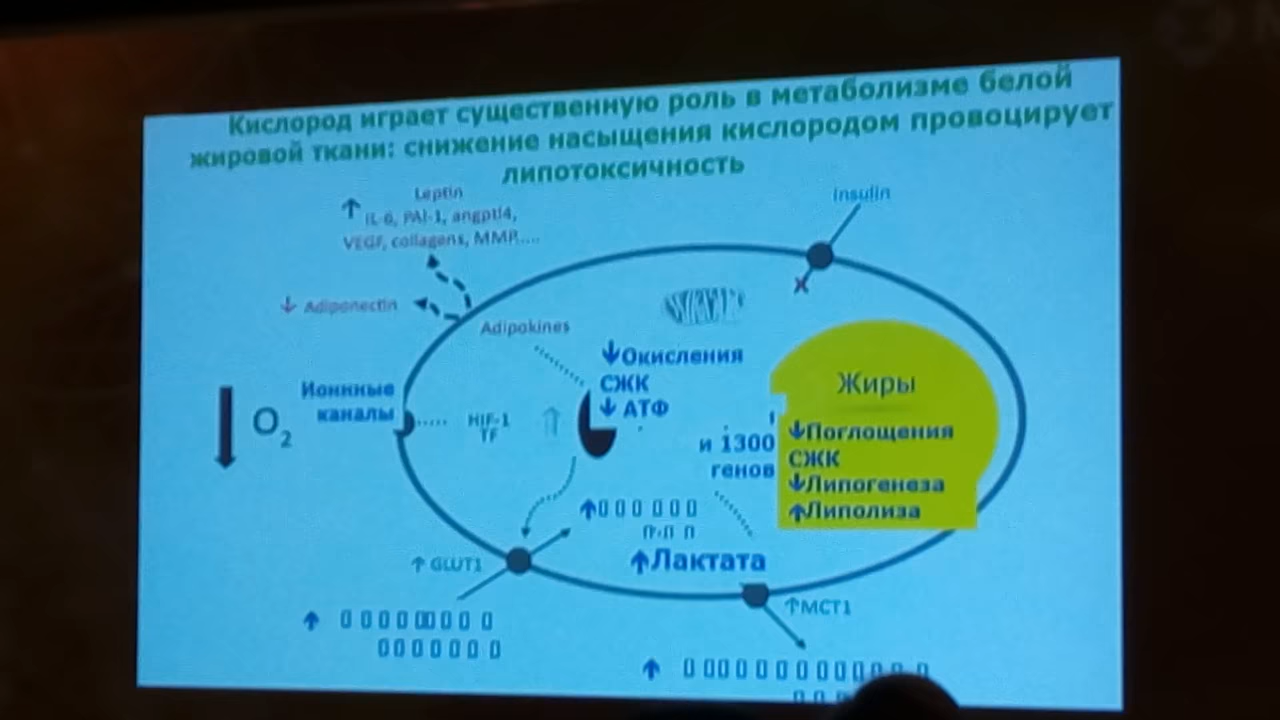 Кислород играет существенную роль в метаболизме белой
жировой ткани: снижение насыщения кислородом провоцирует
липотоксичность
Leptin
↑ IL-6, PAI-1, angptl4,
VEGF, collagens, MMP....
Insulin
x
↓ Adiponectin
Adipokines
↓Окисления
СЖК
↓ АТФ
Жиры
Ионнные
каналы
O2
HIF-1
TF
и 1300
генов
↓Поглощения
СЖК
↓Липогенеза
↑Липолиза
↑Лактата
↑ GLUT1
↑MCT1